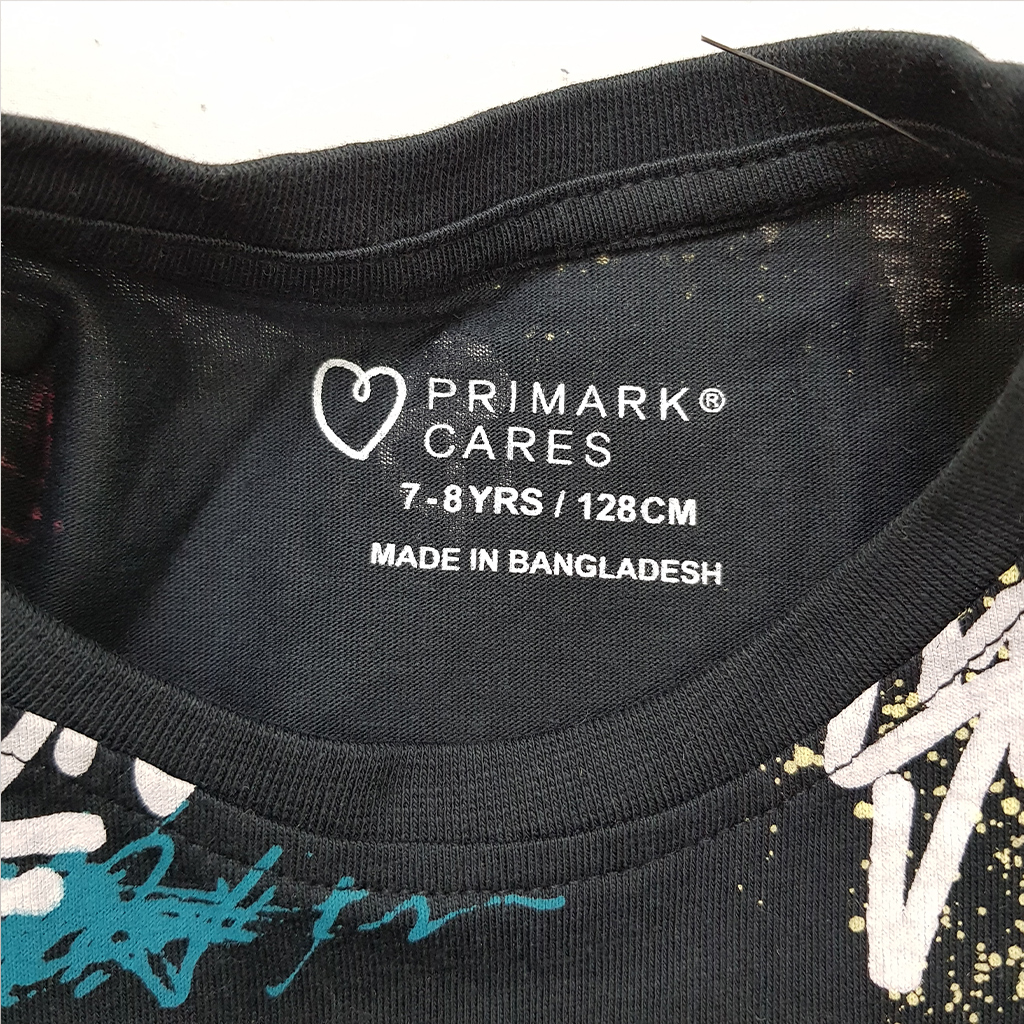 PRIMARK®
CARES
7-8YRS / 128CM
MADE IN BANGLADESH